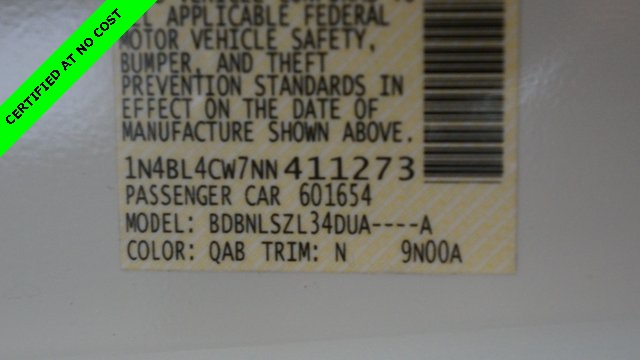 CERTIFIED AT NO COST
APPLICABLE FEDERAL
MOTOR VEHICLE SAFETY,
BUMPER, AND THEFT
PREVENTION STANDARDS IN
EFFECT ON THE DATE OF
MANUFACTURE SHOWN ABOVE.
1N4BL4CW7NN411273
PASSENGER CAR 601654
MODEL: BDBNLSZL34DUA----A
COLOR: QAB TRIM: N 9N00A